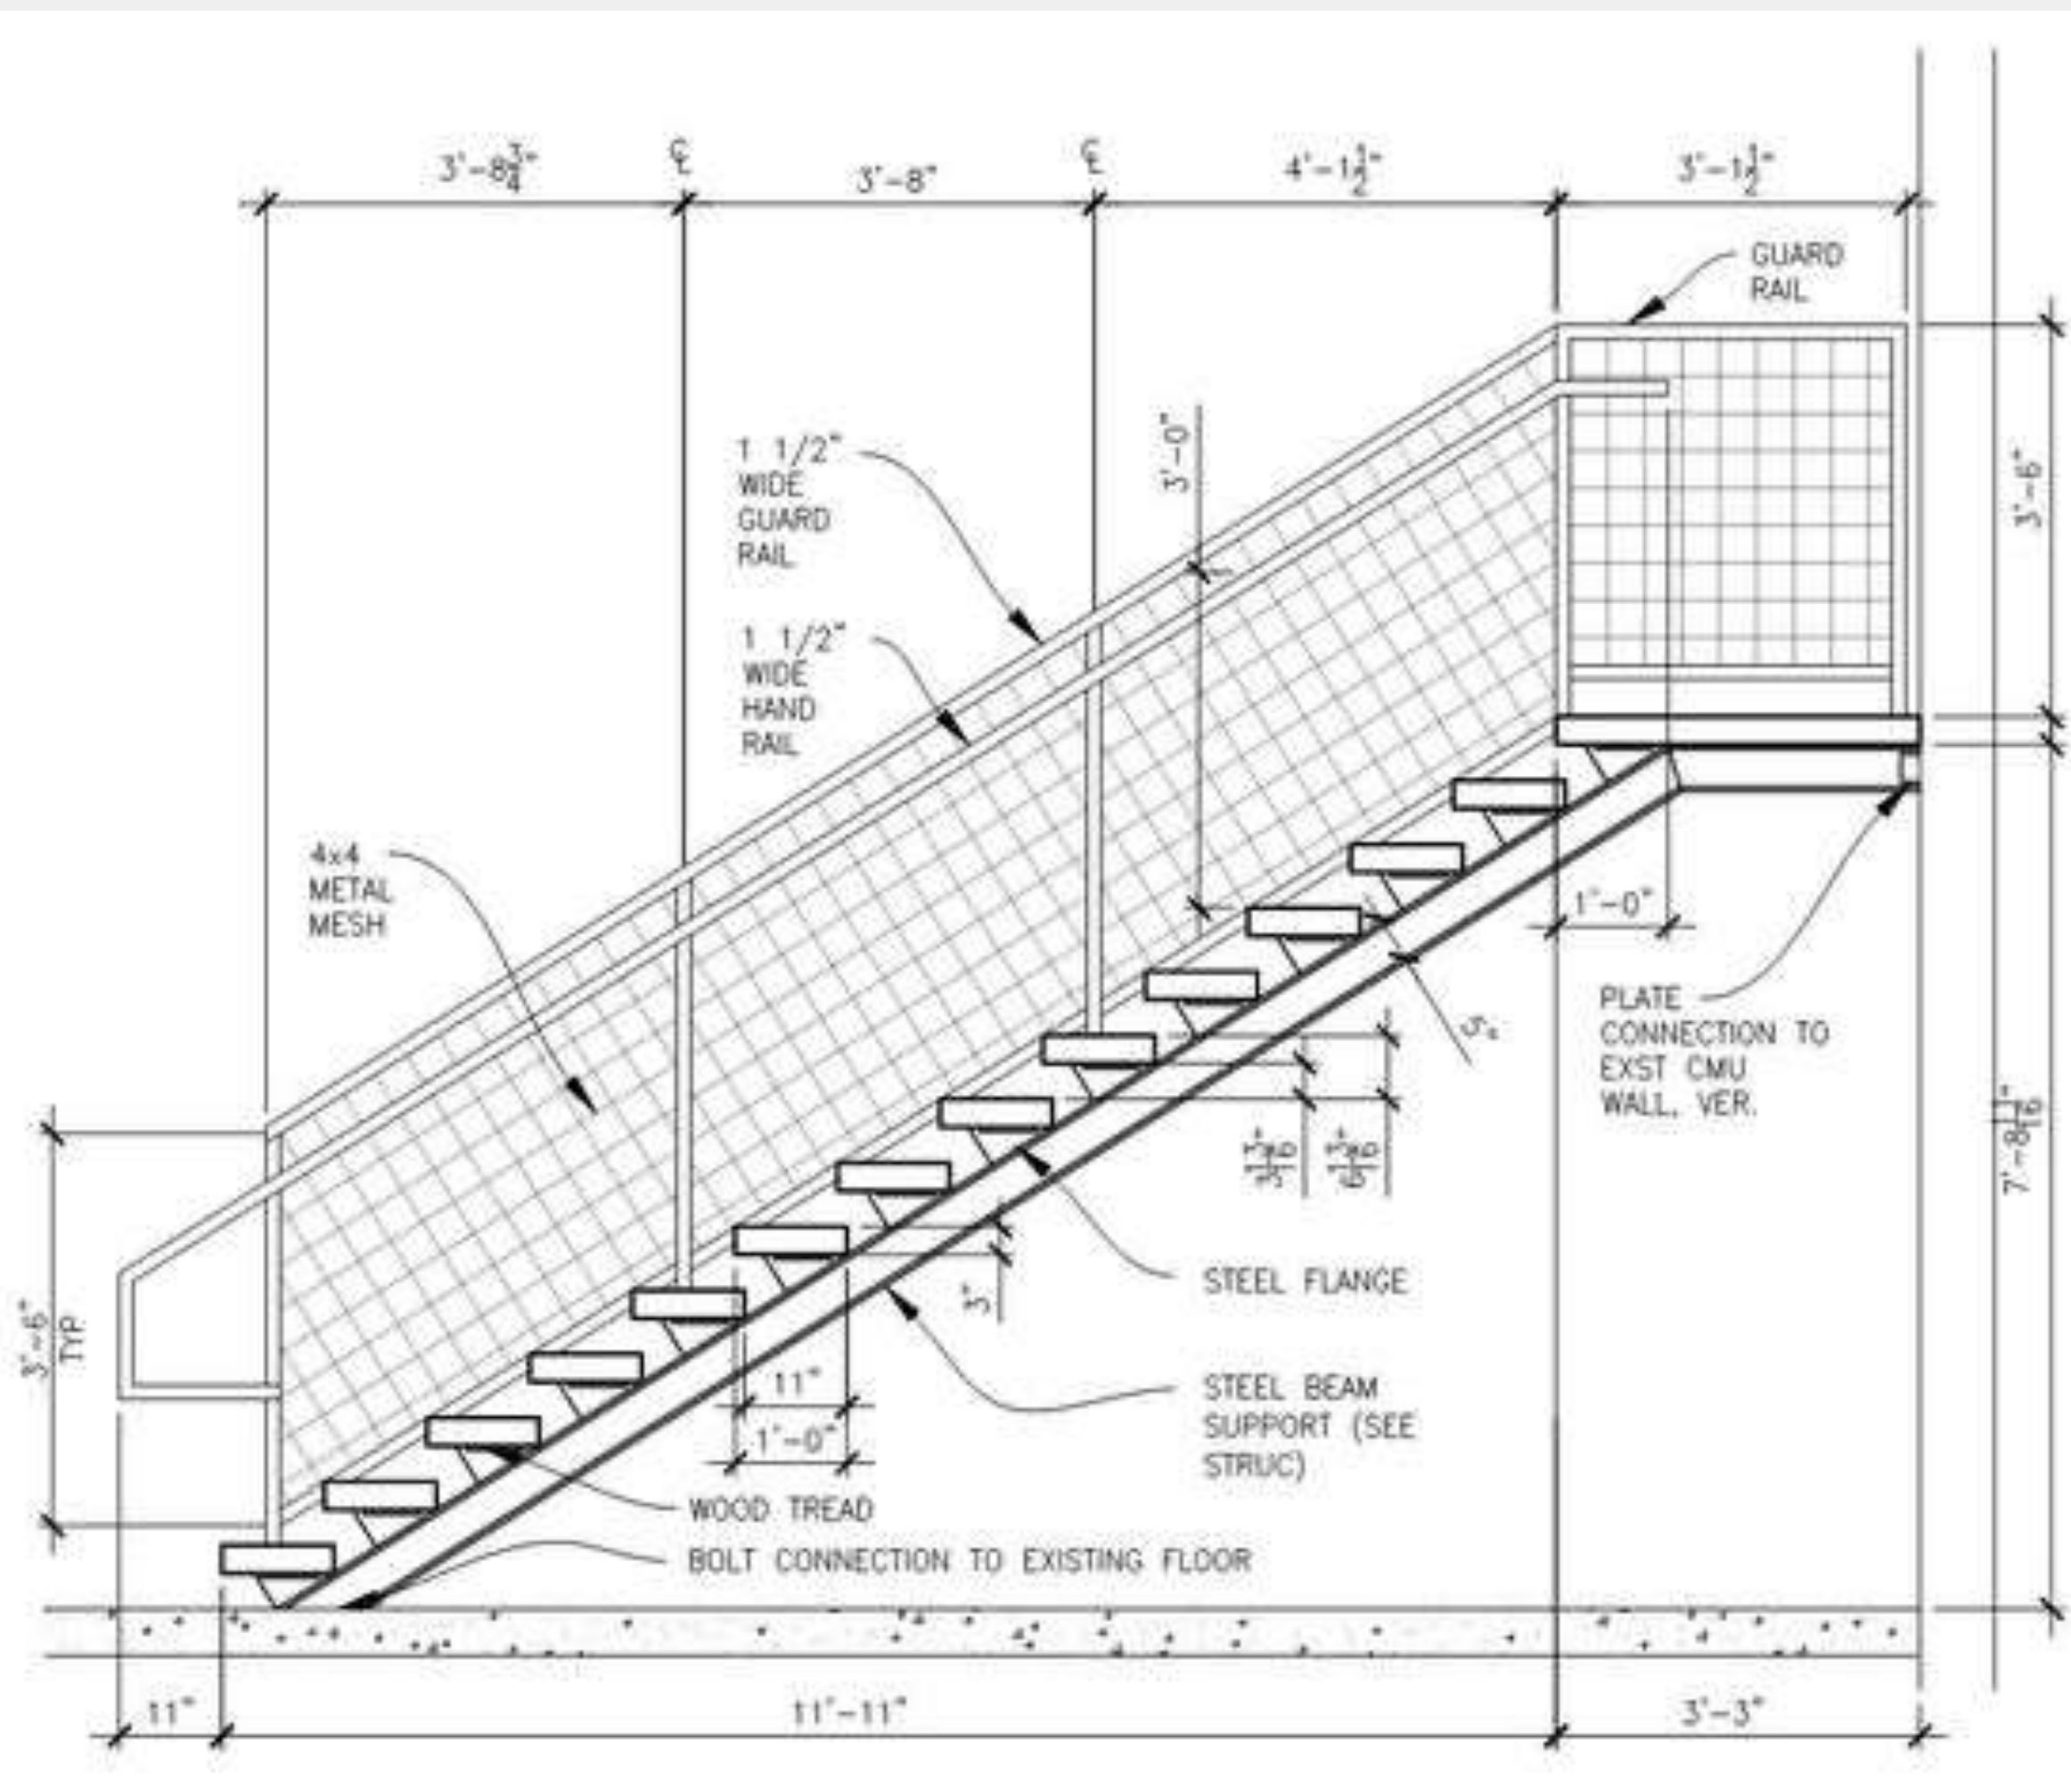 3'-8 3/4"
℄
3'-8"
℄
4'-1 1/2"
3'-1 1/2"
GUARD
RAIL
1 1/2"
WIDE
GUARD
RAIL
3'-0"
3'-6"
1 1/2"
WIDE
HAND
RAIL
4x4
METAL
MESH
1'-0"
5"
PLATE
CONNECTION TO
EXST CMU
WALL, VER.
7'-8 11/16"
3'-6"
TYP
STEEL FLANGE
3"
11"
1'-0"
STEEL BEAM
SUPPORT (SEE
STRUC)
WOOD TREAD
BOLT CONNECTION TO EXISTING FLOOR
11"
11'-11"
3'-3"